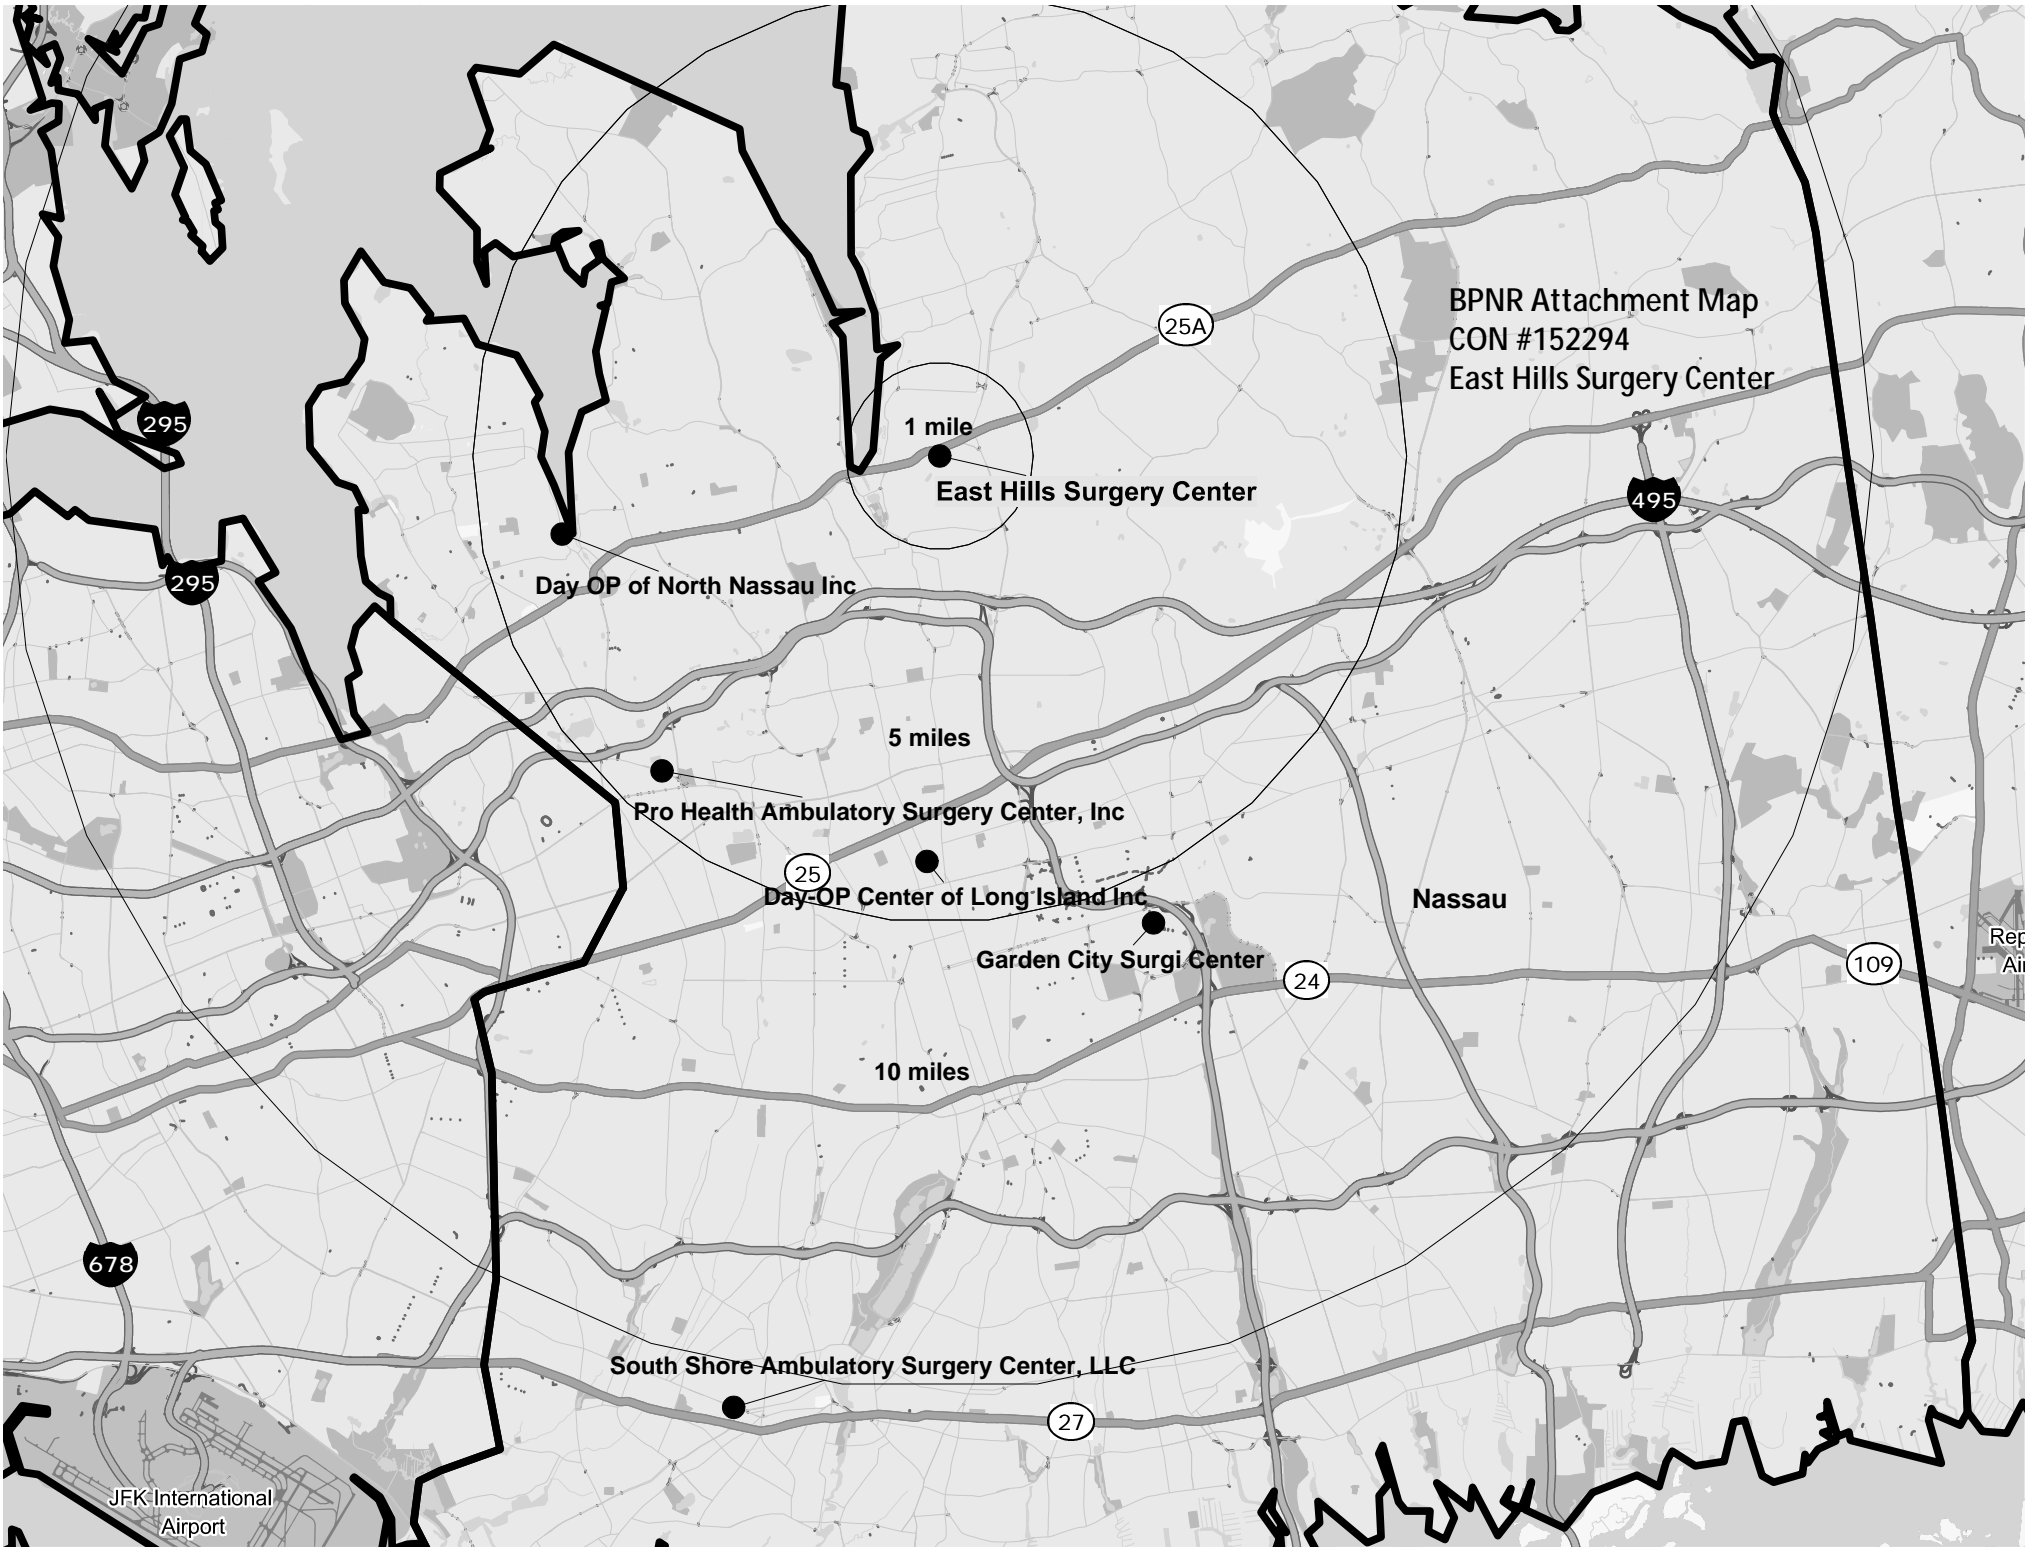 25A
BPNR Attachment Map
CON #152294
East Hills Surgery Center
295
1 mile
East Hills Surgery Center
495
295
Day OP of North Nassau Inc
5 miles
Pro Health Ambulatory Surgery Center, Inc
25
Day-OP Center of Long Island Inc
Nassau
Garden City Surgi Center
Rep
Air
109
24
10 miles
678
South Shore Ambulatory Surgery Center, LLC
27
JFK International
Airport